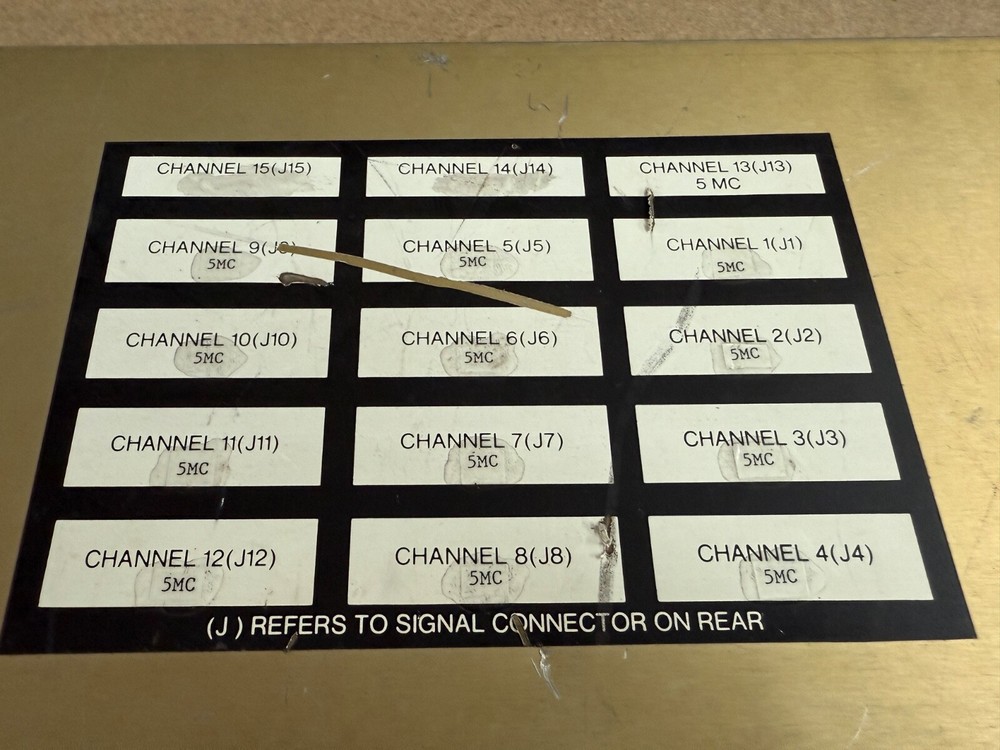 CHANNEL 15(J15)
CHANNEL 14(J14)
CHANNEL 13(J13)
5 MC
CHANNEL 9(J9)
5MC
CHANNEL 5(J5)
5MC
CHANNEL 1(J1)
5MC
CHANNEL 10(J10)
5MC
CHANNEL 6(J6)
5MC
CHANNEL 2(J2)
5MC
CHANNEL 11(J11)
5MC
CHANNEL 7(J7)
5MC
CHANNEL 3(J3)
5MC
CHANNEL 12(J12)
5MC
CHANNEL 8(J8)
5MC
CHANNEL 4(J4)
5MC
(J ) REFERS TO SIGNAL CONNECTOR ON REAR